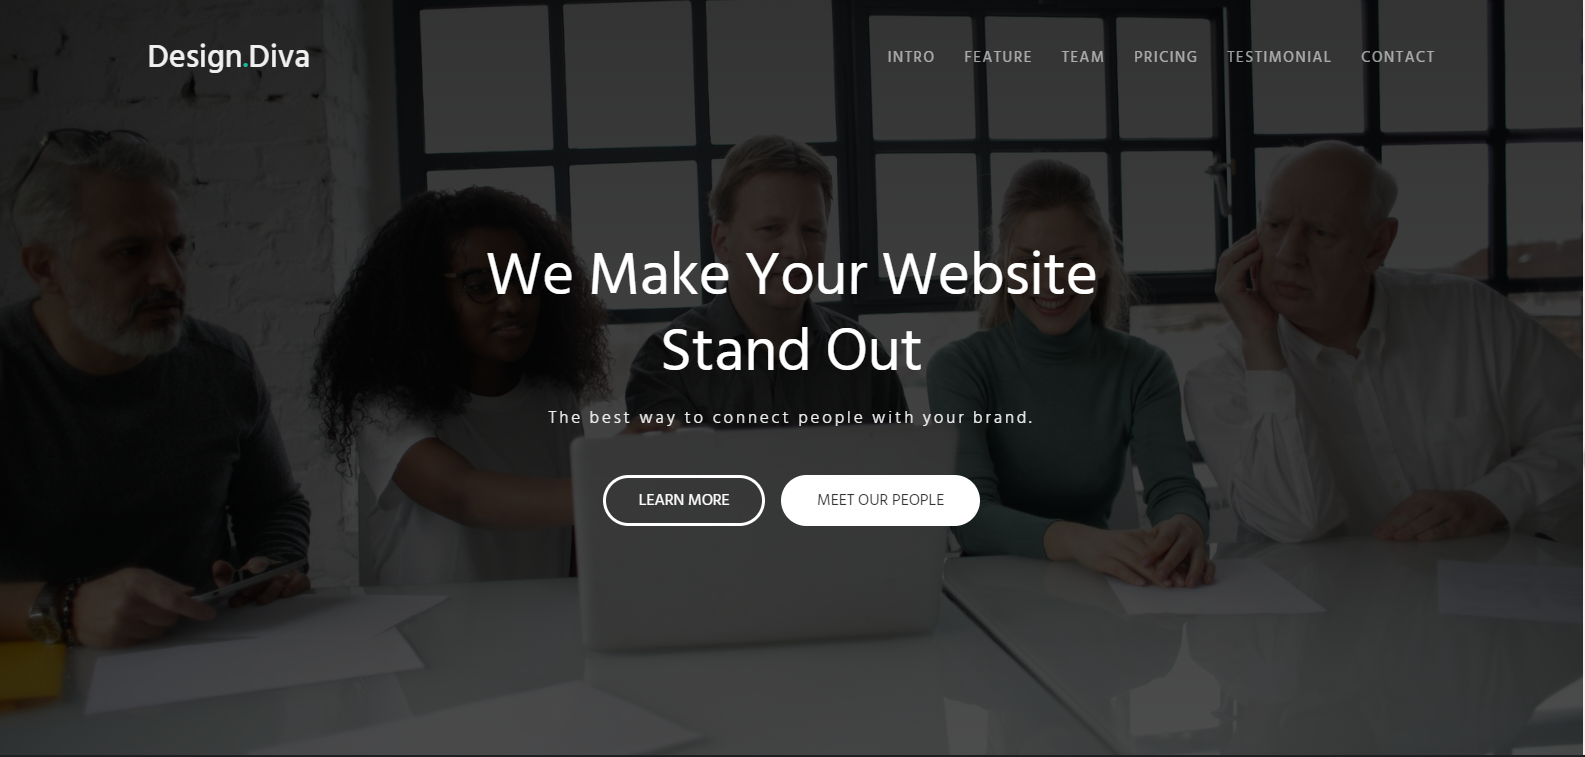 Design.Diva
INTRO FEATURE TEAM PRICING TESTIMONIAL CONTACT
We Make Your Website
Stand Out
The best way to connect people with your brand.
LEARN MORE
MEET OUR PEOPLE